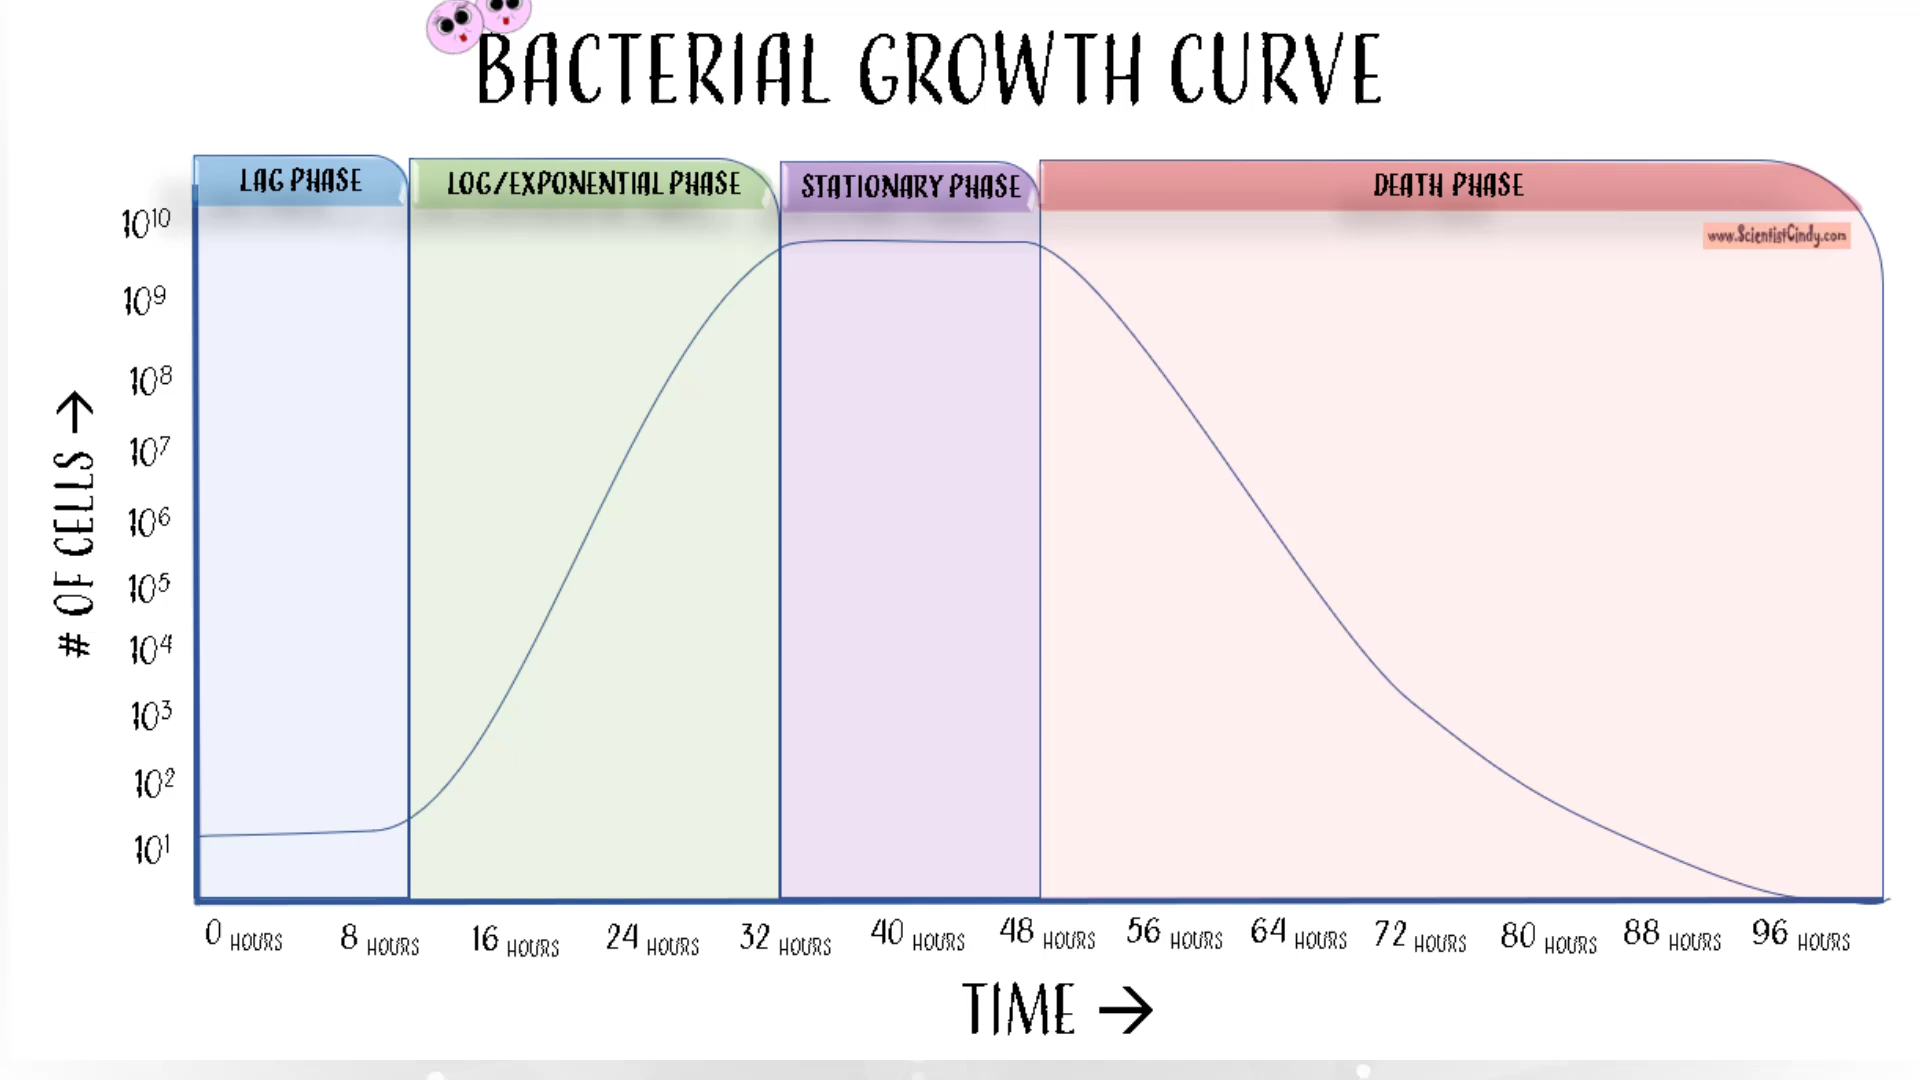 BACTERIAL GROWTH CURVE
LAG PHASE
LOG/EXPONENTIAL PHASE
STATIONARY PHASE
DEATH PHASE
www.ScientistCindy.com
10¹⁰
10⁹
10⁸
10⁷
10⁶
10⁵
10⁴
10³
10²
10¹
# OF CELLS →
0 HOURS
8 HOURS
16 HOURS
24 HOURS
32 HOURS
40 HOURS
48 HOURS
56 HOURS
64 HOURS
72 HOURS
80 HOURS
88 HOURS
96 HOURS
TIME →